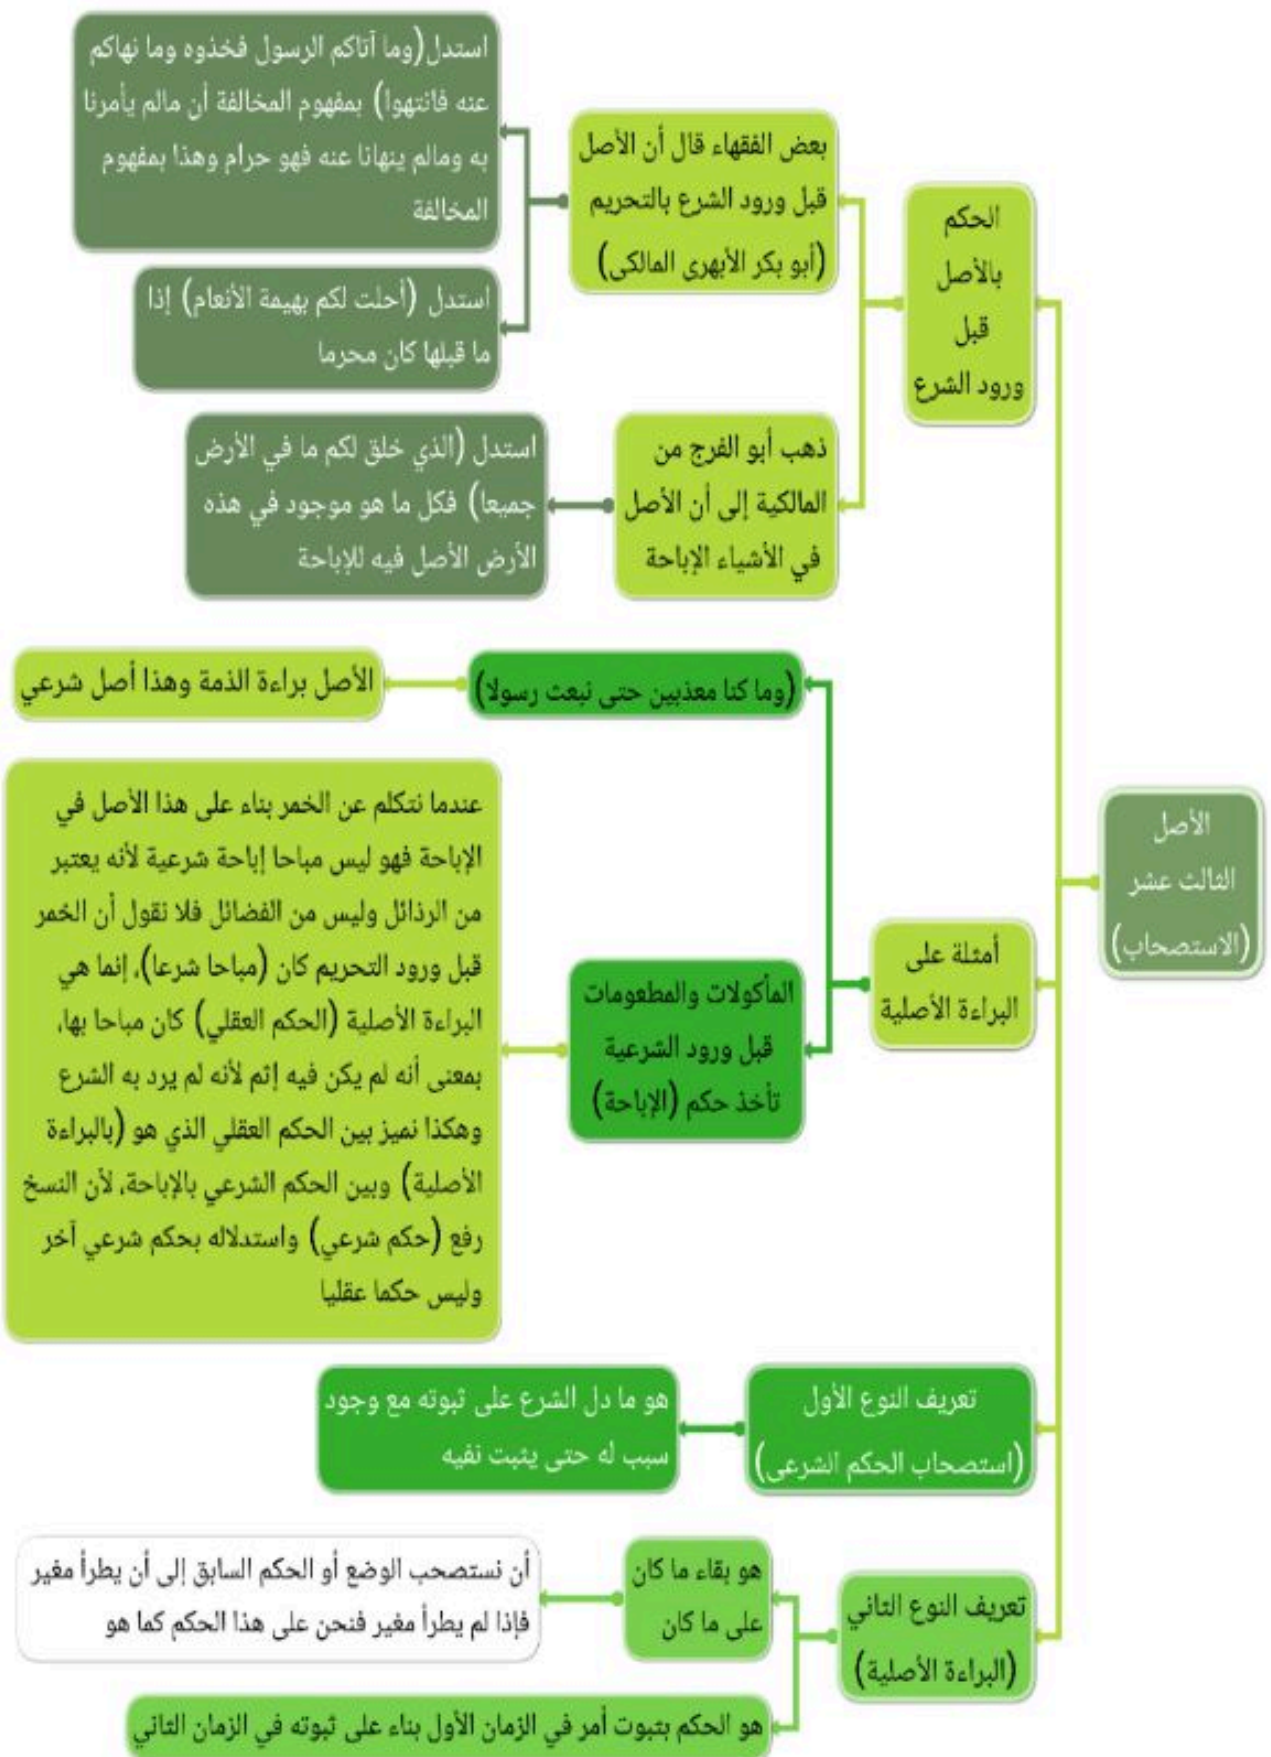 الأصل
الثالث عشر
(الاستصحاب)
الحكم
بالأصل
قبل
ورود الشرع
بعض الفقهاء قال أن الأصل
قبل ورود الشرع بالتحريم
(أبو بكر الأبهري المالكي)
استدل(وما آتاكم الرسول فخذوه وما نهاكم
عنه فانتهوا) بمفهوم المخالفة أن مالم يأمرنا
به ومالم ينهانا عنه فهو حرام وهذا بمفهوم
المخالفة
استدل (أحلت لكم بهيمة الأنعام) إذا
ما قبلها كان محرما
ذهب أبو الفرج من
المالكية إلى أن الأصل
في الأشياء الإباحة
استدل (الذي خلق لكم ما في الأرض
جميعا) فكل ما هو موجود في هذه
الأرض الأصل فيه للإباحة
أمثلة على
البراءة الأصلية
(وما كنا معذبين حتى نبعث رسولا)
الأصل براءة الذمة وهذا أصل شرعي
المأكولات والمطعومات
قبل ورود الشرعية
تأخذ حكم (الإباحة)
عندما نتكلم عن الخمر بناء على هذا الأصل في
الإباحة فهو ليس مباحا إباحة شرعية لأنه يعتبر
من الرذائل وليس من الفضائل فلا نقول أن الخمر
قبل ورود التحريم كان (مباحا شرعا)، إنما هي
البراءة الأصلية (الحكم العقلي) كان مباحا بها،
بمعنى أنه لم يكن فيه إثم لأنه لم يرد به الشرع
وهكذا نميز بين الحكم العقلي الذي هو (بالبراءة
الأصلية) وبين الحكم الشرعي بالإباحة، لأن النسخ
رفع (حكم شرعي) واستدلاله بحكم شرعي آخر
وليس حكما عقليا
تعريف النوع الأول
(استصحاب الحكم الشرعي)
هو ما دل الشرع على ثبوته مع وجود
سبب له حتى يثبت نفيه
تعريف النوع الثاني
(البراءة الأصلية)
هو بقاء ما كان
على ما كان
أن نستصحب الوضع أو الحكم السابق إلى أن يطرأ مغير
فإذا لم يطرأ مغير فنحن على هذا الحكم كما هو
هو الحكم بثبوت أمر في الزمان الأول بناء على ثبوته في الزمان الثاني